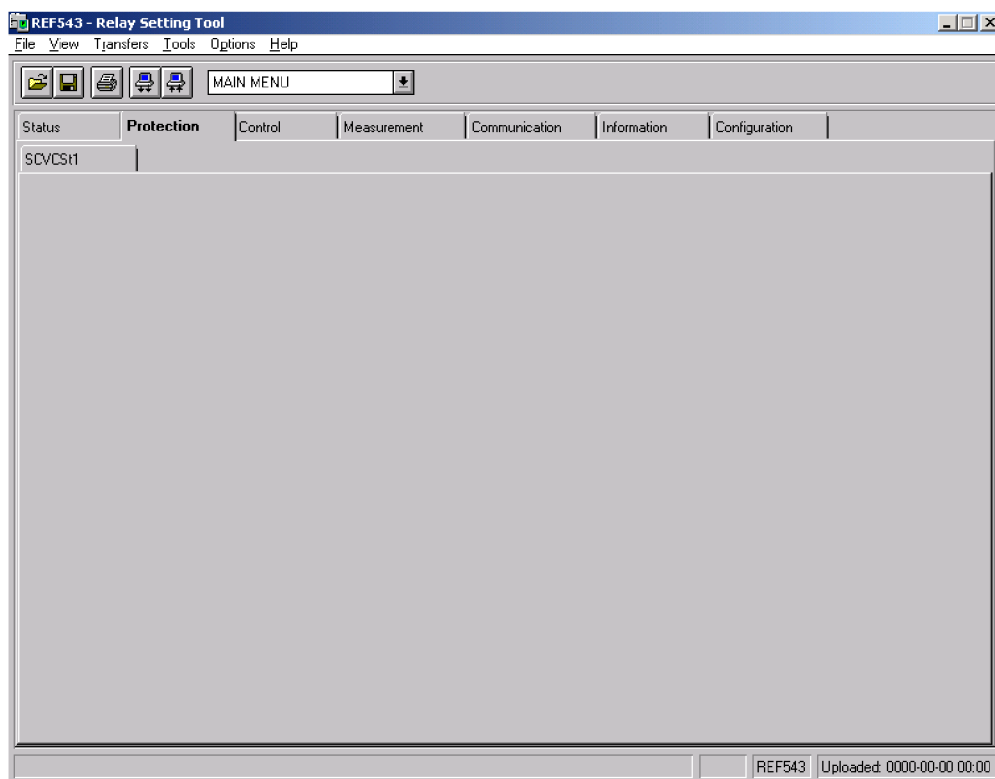 REF543 - Relay Setting Tool
File View Transfers Tools Options Help
MAIN MENU
Status Protection Control Measurement Communication Information Configuration
SCVCSt1
REF543 Uploaded: 0000-00-00 00:00